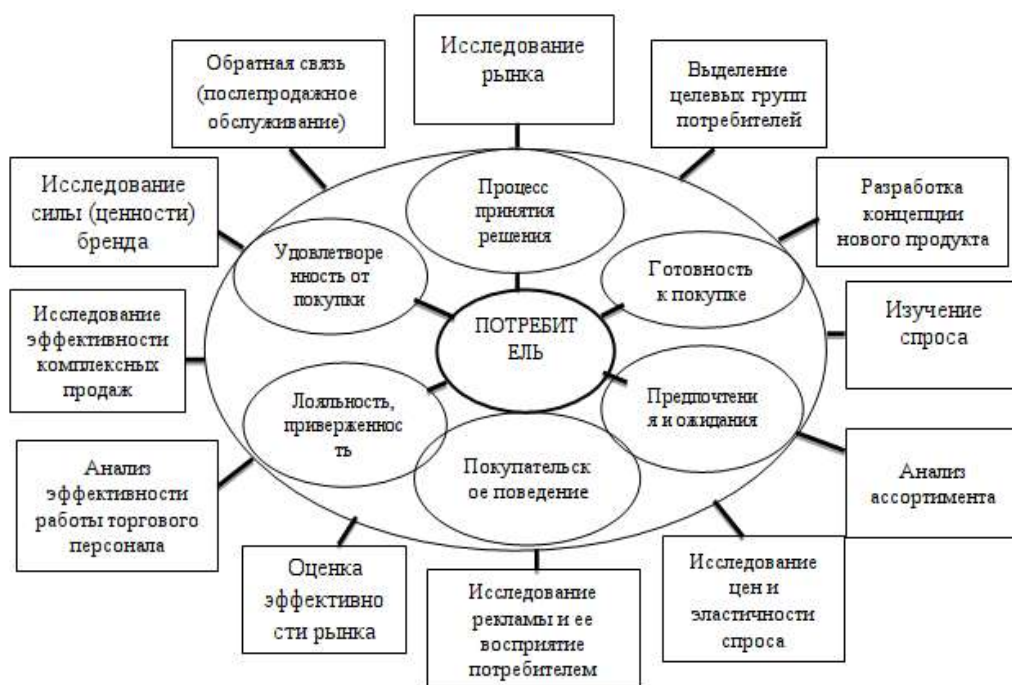 Исследование
рынка
Обратная связь
(послепродажное
обслуживание)
Выделение
целевых групп
потребителей
Исследование
силы (ценности)
бренда
Процесс
принятия
решения
Разработка
концепции
нового продукта
Удовлетворе
нность от
покупки
Готовность
к покупке
Исследование
эффективности
комплексных
продаж
ПОТРЕБИТ
ЕЛЬ
Изучение
спроса
Лояльность,
приверженнос
ть
Предпочтени
я и ожидания
Покупательск
ое поведение
Анализ
эффективности
работы торгового
персонала
Анализ
ассортимента
Оценка
эффективно
сти рынка
Исследование
рекламы и ее
восприятие
потребителем
Исследование
цен и
эластичности
спроса